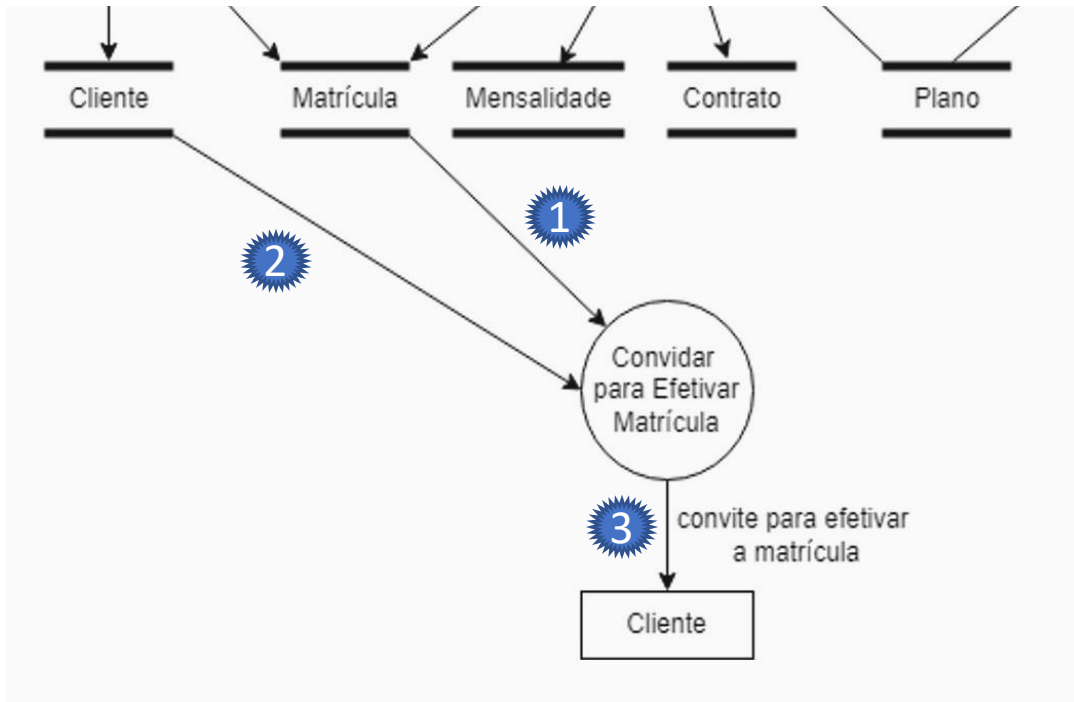 Cliente
Matrícula
Mensalidade
Contrato
Plano
1
2
Convidar
para Efetivar
Matrícula
3
convite para efetivar
a matrícula
Cliente